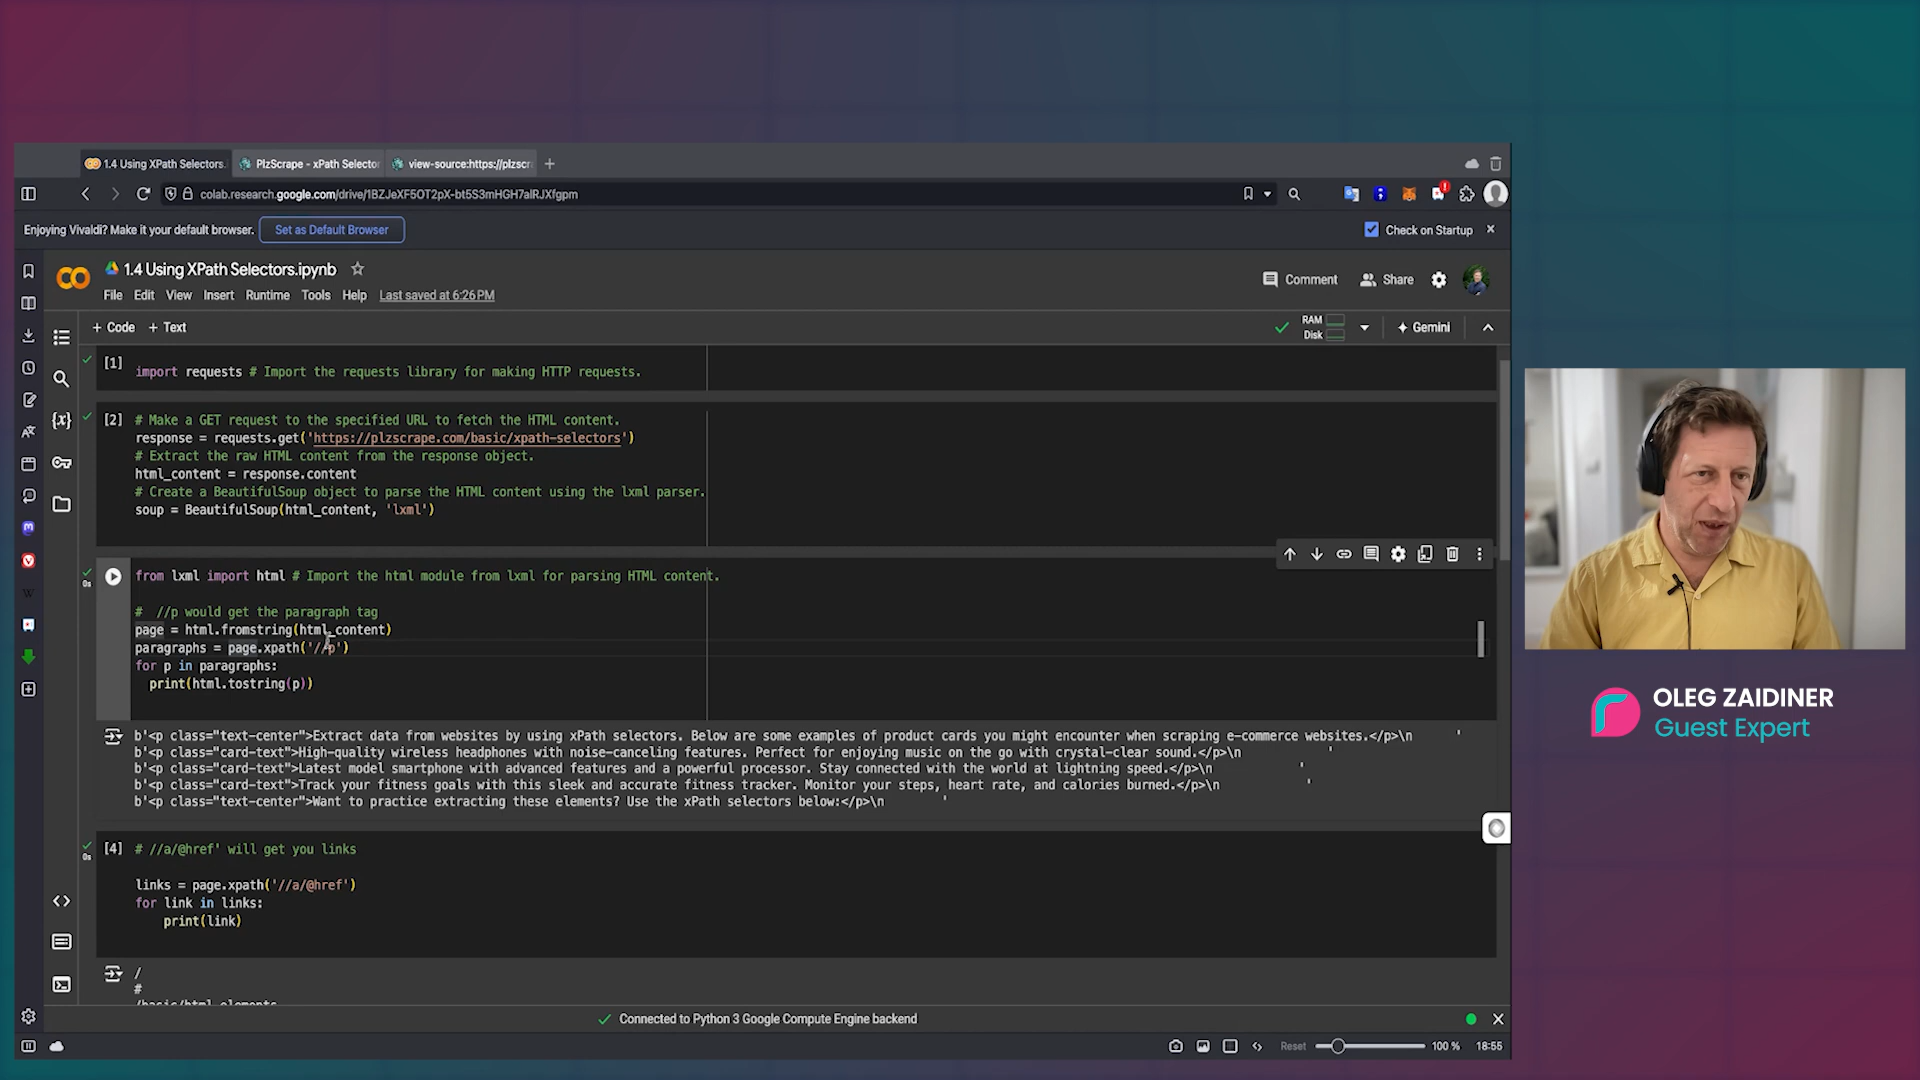 1.4 Using XPath Selectors.
PlzScrape - xPath Selector
view-source:https://plzscr
colab.research.google.com/drive/1BZJeXF5OT2pX-bt5S3mHGH7alRJXfgpm
Enjoying Vivaldi? Make it your default browser.
Set as Default Browser
Check on Startup
1.4 Using XPath Selectors.ipynb
Comment
Share
File Edit View Insert Runtime Tools Help Last saved at 6:26 PM
+ Code + Text
RAM
Disk
Gemini
[1]
import requests # Import the requests library for making HTTP requests.
[2] # Make a GET request to the specified URL to fetch the HTML content.
response = requests.get('https://plzscrape.com/basic/xpath-selectors')
# Extract the raw HTML content from the response object.
html_content = response.content
# Create a BeautifulSoup object to parse the HTML content using the lxml parser.
soup = BeautifulSoup(html_content, 'lxml')
0s
from lxml import html # Import the html module from lxml for parsing HTML content.
# //p would get the paragraph tag
page = html.fromstring(html_content)
paragraphs = page.xpath('//p')
for p in paragraphs:
print(html.tostring(p))
b'<p class="text-center">Extract data from websites by using xPath selectors. Below are some examples of product cards you might encounter when scraping e-commerce websites.</p>\n '
b'<p class="card-text">High-quality wireless headphones with noise-canceling features. Perfect for enjoying music on the go with crystal-clear sound.</p>\n '
b'<p class="card-text">Latest model smartphone with advanced features and a powerful processor. Stay connected with the world at lightning speed.</p>\n '
b'<p class="card-text">Track your fitness goals with this sleek and accurate fitness tracker. Monitor your steps, heart rate, and calories burned.</p>\n '
b'<p class="text-center">Want to practice extracting these elements? Use the xPath selectors below:</p>\n '
0s
[4] # //a/@href' will get you links
links = page.xpath('//a/@href')
for link in links:
print(link)
/
#
/basic/html-elements
Connected to Python 3 Google Compute Engine backend
Reset
100 %
18:55
OLEG ZAIDINER
Guest Expert